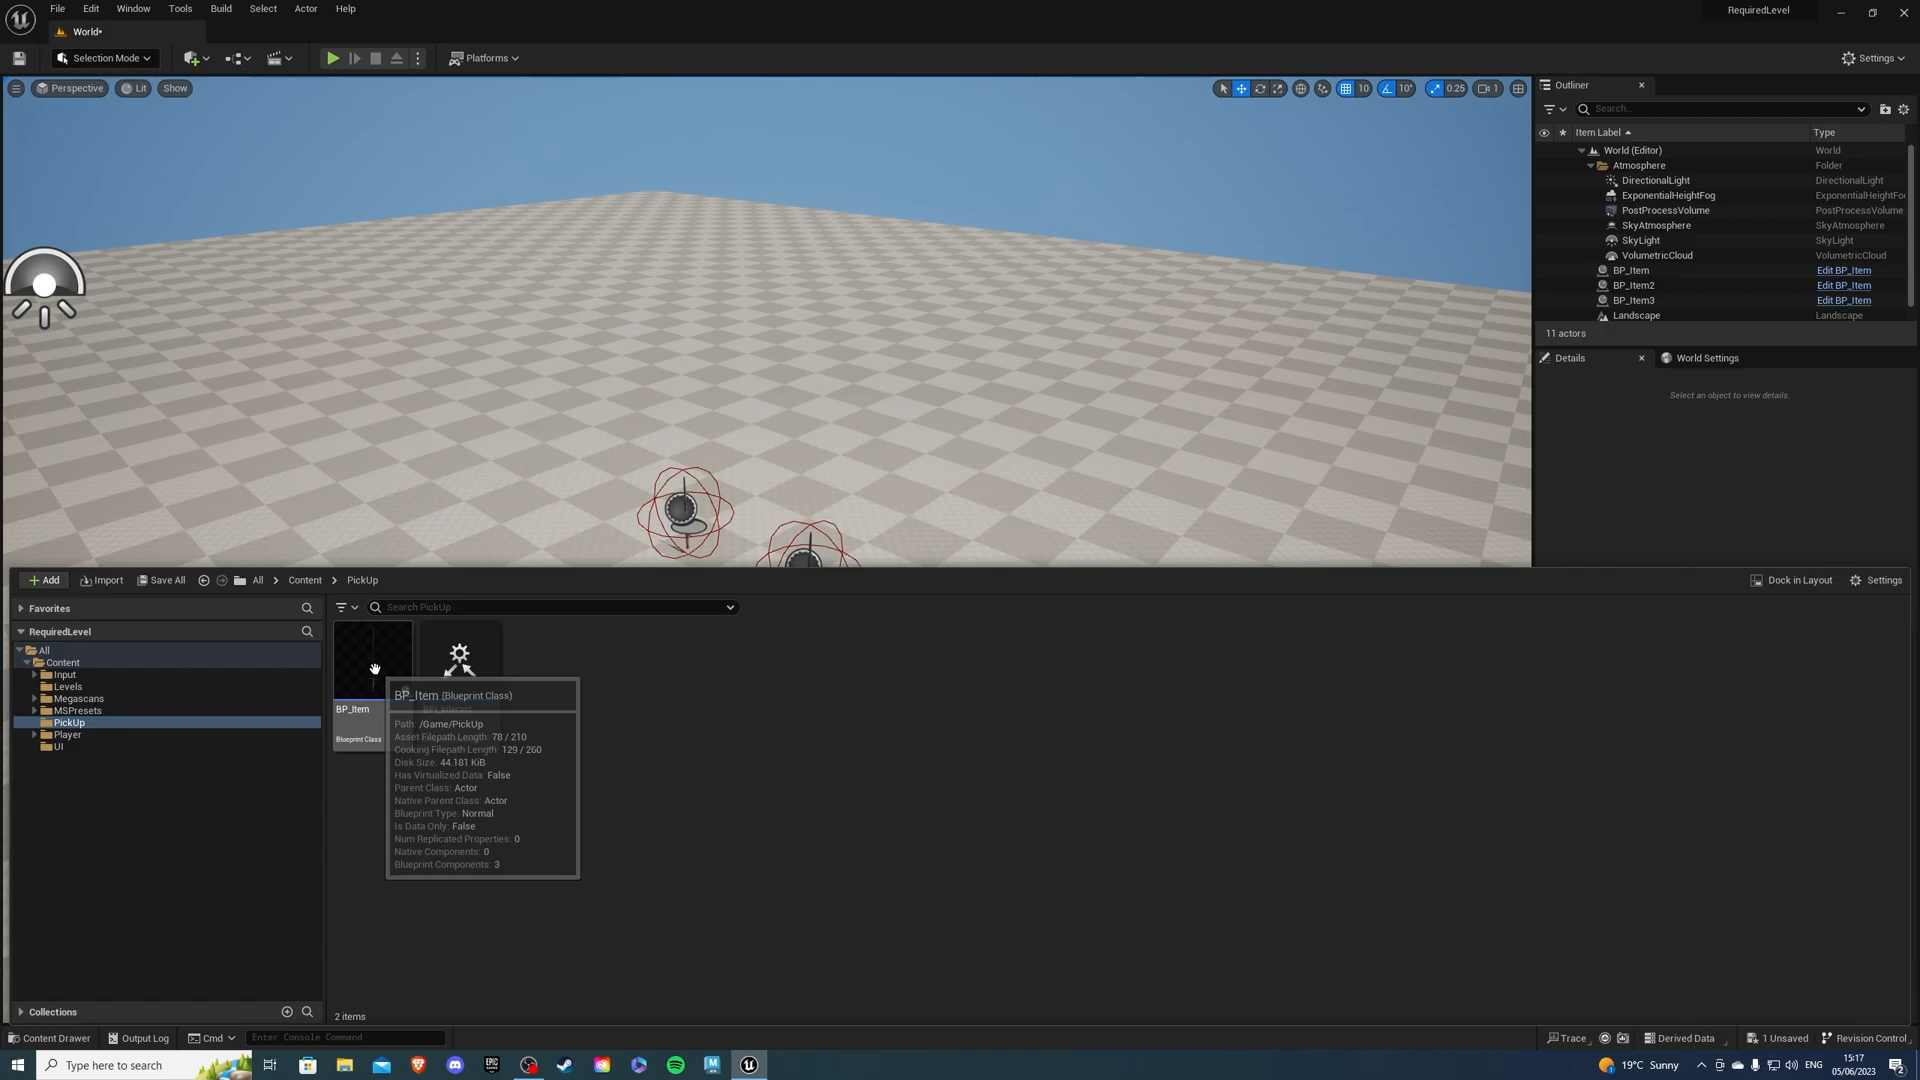 File Edit Window Tools Build Select Actor Help RequiredLevel
World*
Selection Mode Platforms Settings
Perspective Lit Show 10 10° 0.25 1
Outliner
Search...
Item Label Type
World (Editor) World
Atmosphere Folder
DirectionalLight DirectionalLight
ExponentialHeightFog ExponentialHeightFo
PostProcessVolume PostProcessVolume
SkyAtmosphere SkyAtmosphere
SkyLight SkyLight
VolumetricCloud VolumetricCloud
BP_Item Edit BP_Item
BP_Item2 Edit BP_Item
BP_Item3 Edit BP_Item
Landscape Landscape
11 actors
Details World Settings
Select an object to view details.
Add Import Save All All Content PickUp Dock in Layout Settings
Favorites
Search PickUp
RequiredLevel
All
Content
Input
Levels
Megascans
MSPresets
PickUp
Player
UI
BP_Item
Blueprint Class
BPI_Interact
BP_Item (Blueprint Class)
Path: /Game/PickUp
Asset Filepath Length: 78 / 210
Cooking Filepath Length: 129 / 260
Disk Size: 44.181 KiB
Has Virtualized Data: False
Parent Class: Actor
Native Parent Class: Actor
Blueprint Type: Normal
Is Data Only: False
Num Replicated Properties: 0
Native Components: 0
Blueprint Components: 3
Collections
2 items
Content Drawer Output Log Cmd Enter Console Command Trace Derived Data 1 Unsaved Revision Control
Type here to search 19°C Sunny ENG 15:17
05/06/2023 2